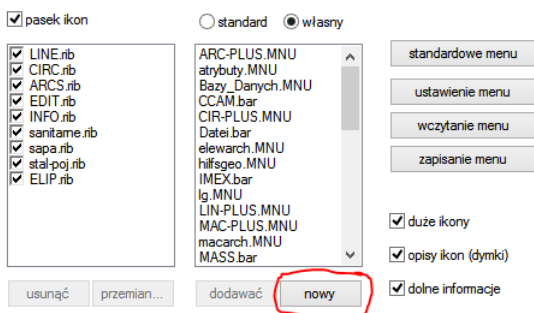 pasek ikon
standard własny
LINE.rib
CIRC.rib
ARCS.rib
EDIT.rib
INFO.rib
sanitarne.rib
sapa.rib
stal-poj.rib
ELIP.rib
ARC-PLUS.MNU
atrybuty.MNU
Bazy_Danych.MNU
CCAM.bar
CIR-PLUS.MNU
Datei.bar
elewarch.MNU
hilfsgeo.MNU
IMEX.bar
lg.MNU
LIN-PLUS.MNU
MAC-PLUS.MNU
macarch.MNU
MASS.bar
standardowe menu
ustawienie menu
wczytanie menu
zapisanie menu
duże ikony
opisy ikon (dymki)
dolne informacje
usunąć przemian...
dodawać nowy